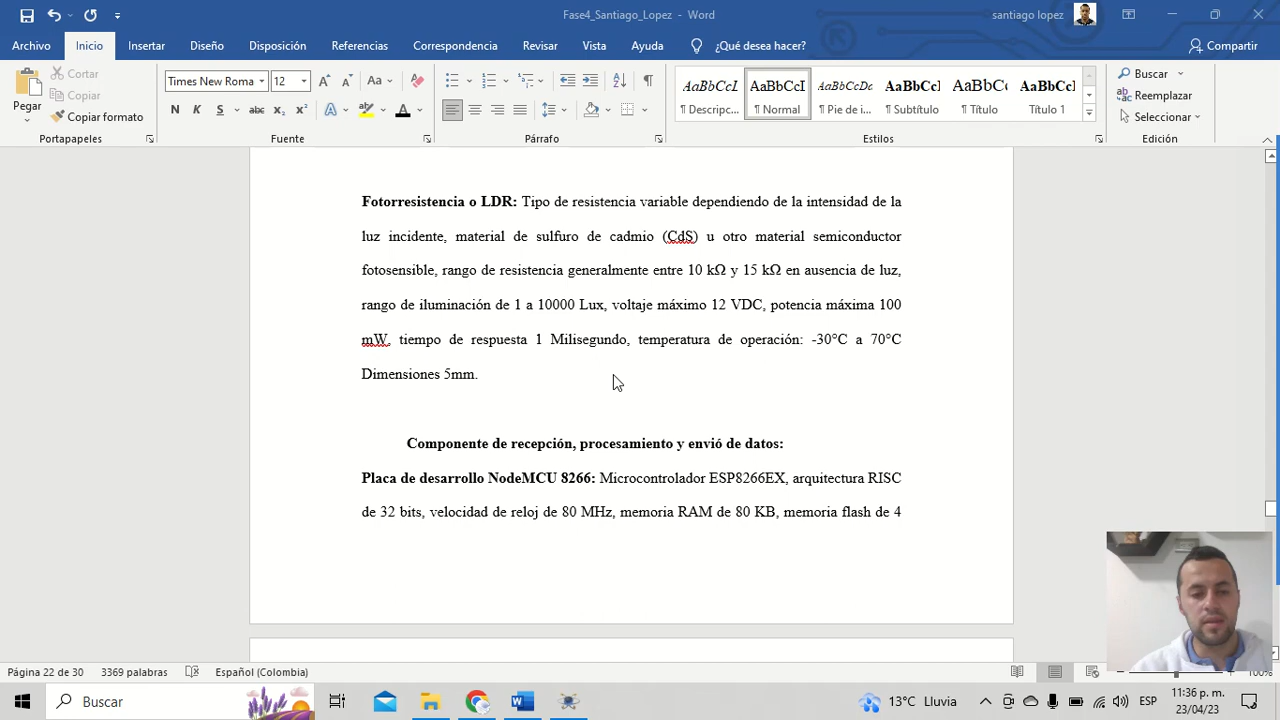 Fase4_Santiago_Lopez - Word
santiago lopez
Archivo Inicio Insertar Diseño Disposición Referencias Correspondencia Revisar Vista Ayuda ¿Qué desea hacer? Compartir
Pegar
Cortar
Copiar
Copiar formato
Portapapeles
Times New Roma 12
Fuente
Párrafo
AaBbCcL AaBbCcI AaBbCcDc AaBbCcI AaBbCc AaBbCcI
¶ Descripc... ¶ Normal ¶ Pie de i... ¶ Subtítulo ¶ Título ¶ Título 1
Estilos
Buscar
Reemplazar
Seleccionar
Edición
Fotorresistencia o LDR: Tipo de resistencia variable dependiendo de la intensidad de la
luz incidente, material de sulfuro de cadmio (CdS) u otro material semiconductor
fotosensible, rango de resistencia generalmente entre 10 kΩ y 15 kΩ en ausencia de luz,
rango de iluminación de 1 a 10000 Lux, voltaje máximo 12 VDC, potencia máxima 100
mW, tiempo de respuesta 1 Milisegundo, temperatura de operación: -30°C a 70°C
Dimensiones 5mm.
Componente de recepción, procesamiento y envió de datos:
Placa de desarrollo NodeMCU 8266: Microcontrolador ESP8266EX, arquitectura RISC
de 32 bits, velocidad de reloj de 80 MHz, memoria RAM de 80 KB, memoria flash de 4
Página 22 de 30 3369 palabras Español (Colombia) 100%
Buscar
13°C Lluvia
ESP
11:36 p. m.
23/04/23